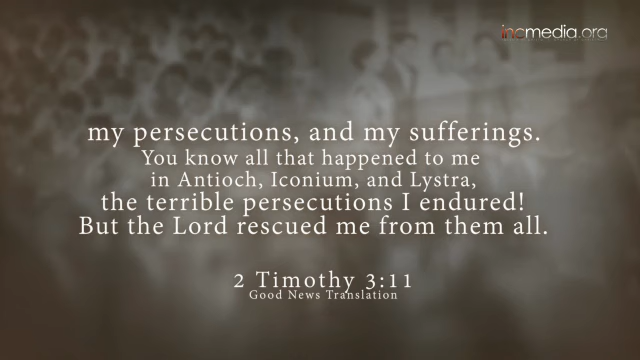 incmedia.org
my persecutions, and my sufferings.
You know all that happened to me
in Antioch, Iconium, and Lystra,
the terrible persecutions I endured!
But the Lord rescued me from them all.
2 Timothy 3:11
Good News Translation